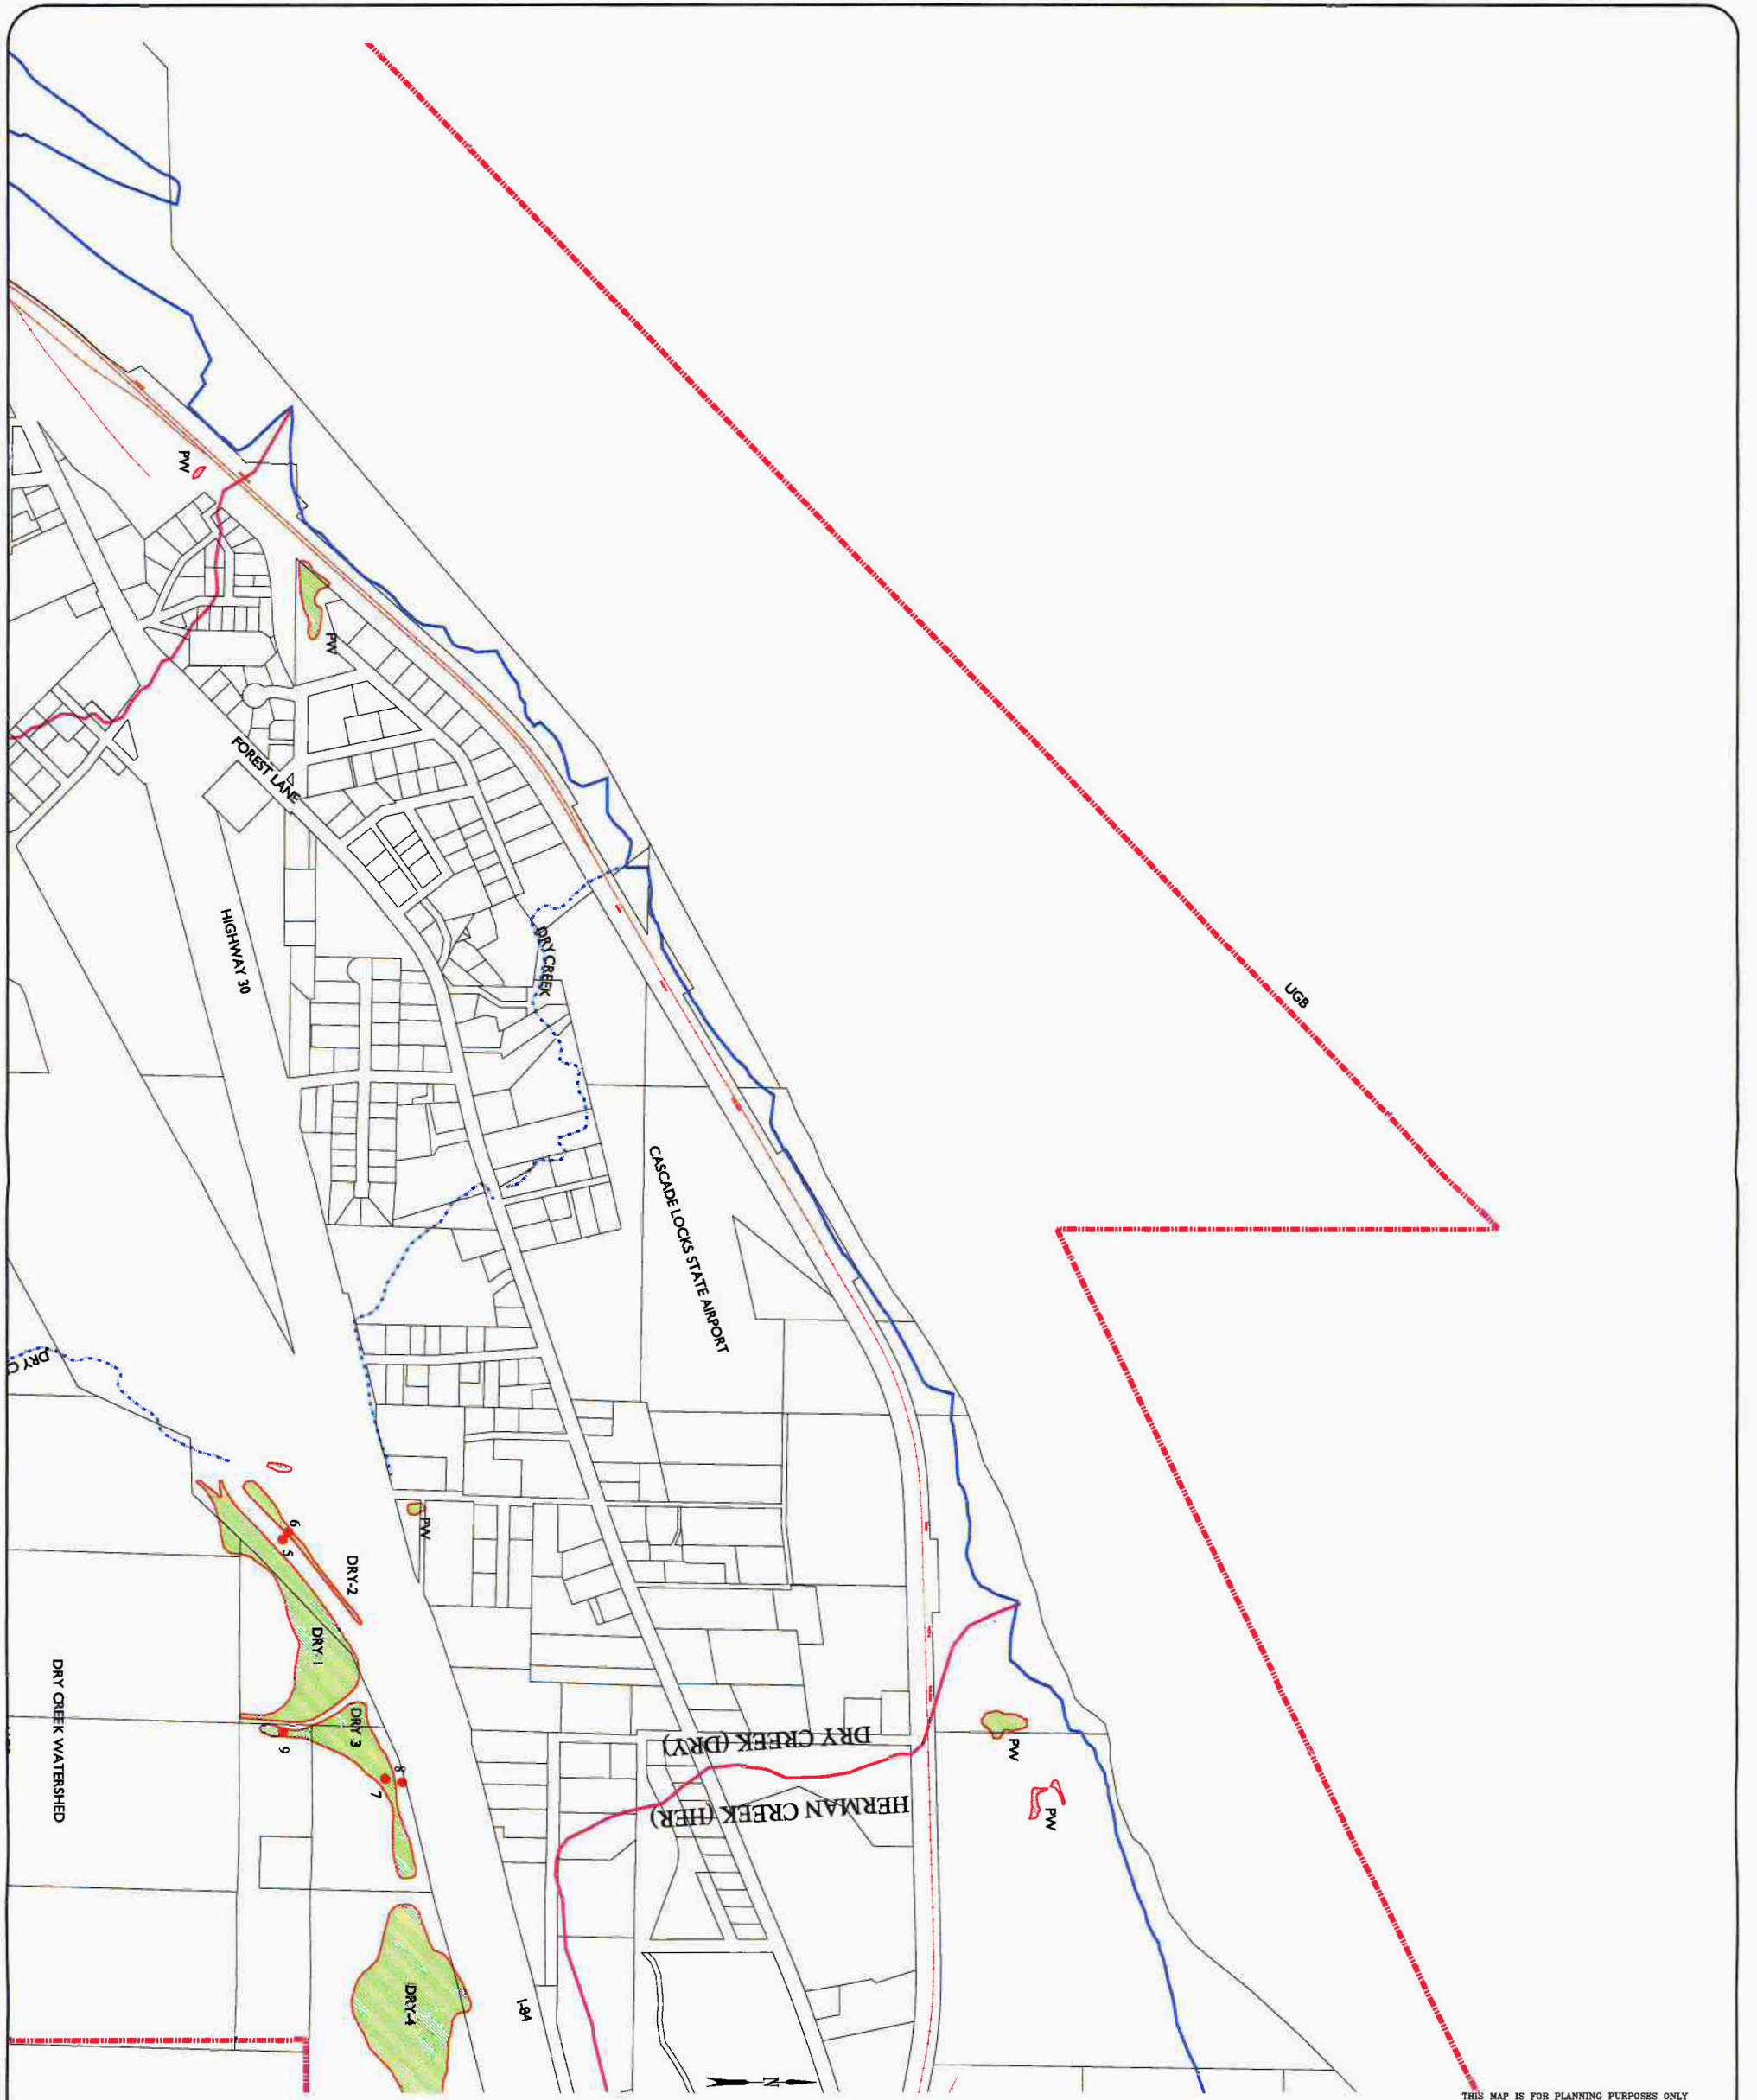 UGB
PW
PW
FOREST LANE
HIGHWAY 30
DRY CREEK
CASCADE LOCKS STATE AIRPORT
DRY C
6
5
DRY-2
PW
DRY-1
DRY 3
9
8
7
DRY CREEK WATERSHED
DRY CREEK (DRY)
HERMAN CREEK (HER)
PW
PW
DRY-4
I-84
N
THIS MAP IS FOR PLANNING PURPOSES ONLY